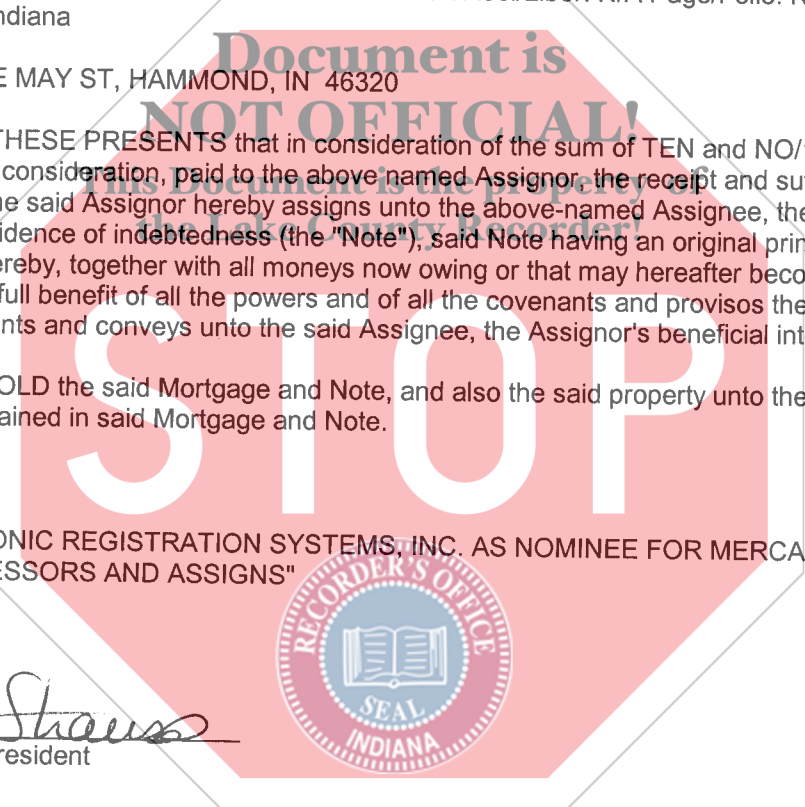 ndiana
E MAY ST, HAMMOND, IN 46320
Document is
NOT OFFICIAL!
This Document is the property of
the Lake County Recorder!
THESE PRESENTS that in consideration of the sum of TEN and NO/
consideration, paid to the above named Assignor, the receipt and su
he said Assignor hereby assigns unto the above-named Assignee, the
idence of indebtedness (the "Note"), said Note having an original prin
ereby, together with all moneys now owing or that may hereafter beco
full benefit of all the powers and of all the covenants and provisos the
nts and conveys unto the said Assignee, the Assignor's beneficial int
STOP
OLD the said Mortgage and Note, and also the said property unto the
ained in said Mortgage and Note.
ONIC REGISTRATION SYSTEMS, INC. AS NOMINEE FOR MERCA
ESSORS AND ASSIGNS"
RECORDER'S OFFICE
SEAL
INDIANA
Strauss
resident